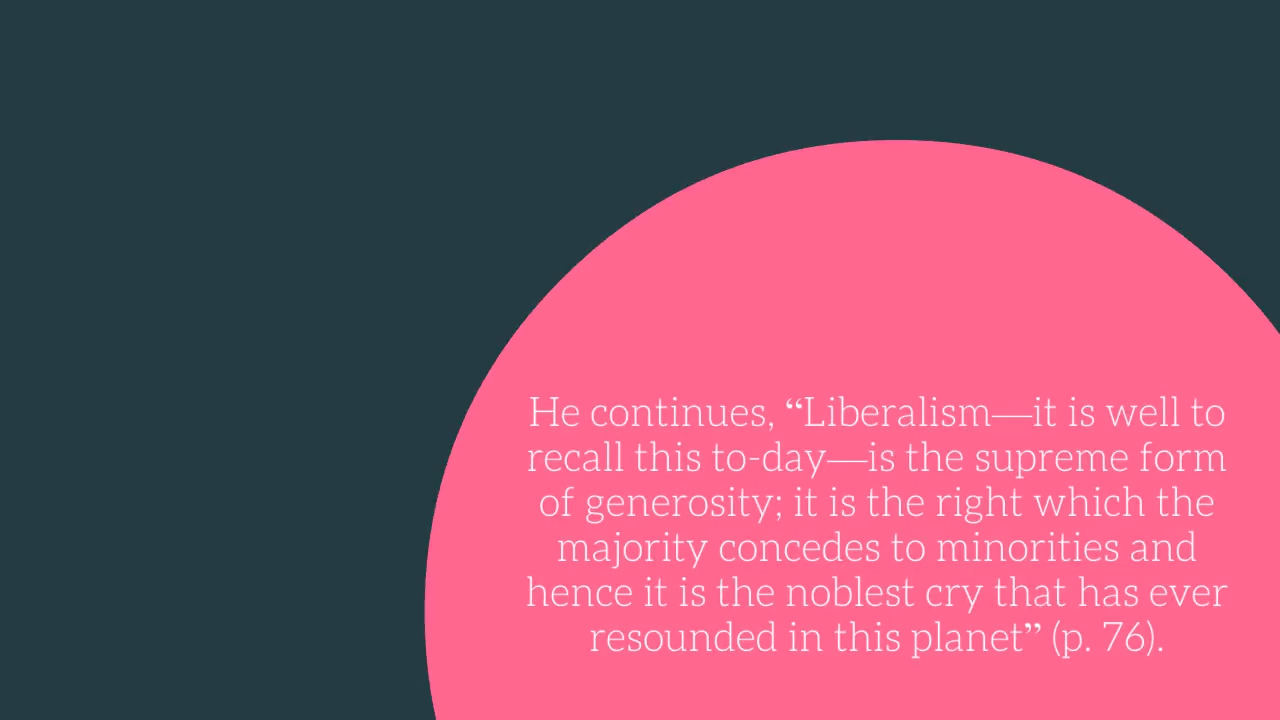 He continues, “Liberalism—it is well to
recall this to-day—is the supreme form
of generosity; it is the right which the
majority concedes to minorities and
hence it is the noblest cry that has ever
resounded in this planet” (p. 76).